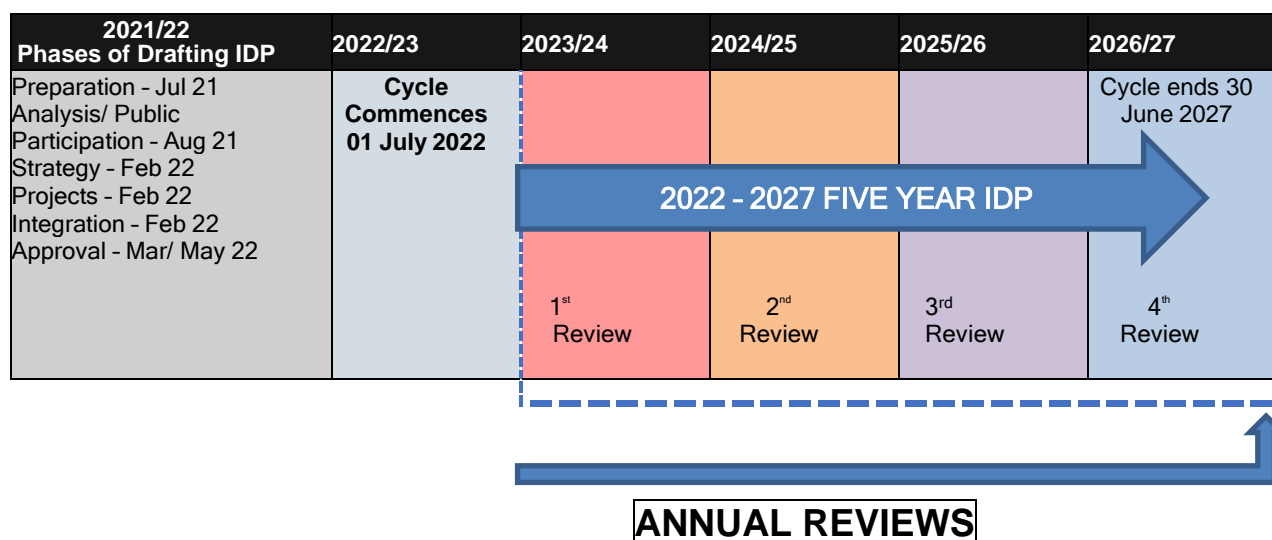 2021/22
Phases of Drafting IDP
2022/23
2023/24
2024/25
2025/26
2026/27
Preparation - Jul 21
Analysis/ Public
Participation - Aug 21
Strategy - Feb 22
Projects - Feb 22
Integration - Feb 22
Approval - Mar/ May 22
Cycle
Commences
01 July 2022
Cycle ends 30
June 2027
2022 - 2027 FIVE YEAR IDP
1st
Review
2nd
Review
3rd
Review
4th
Review
ANNUAL REVIEWS